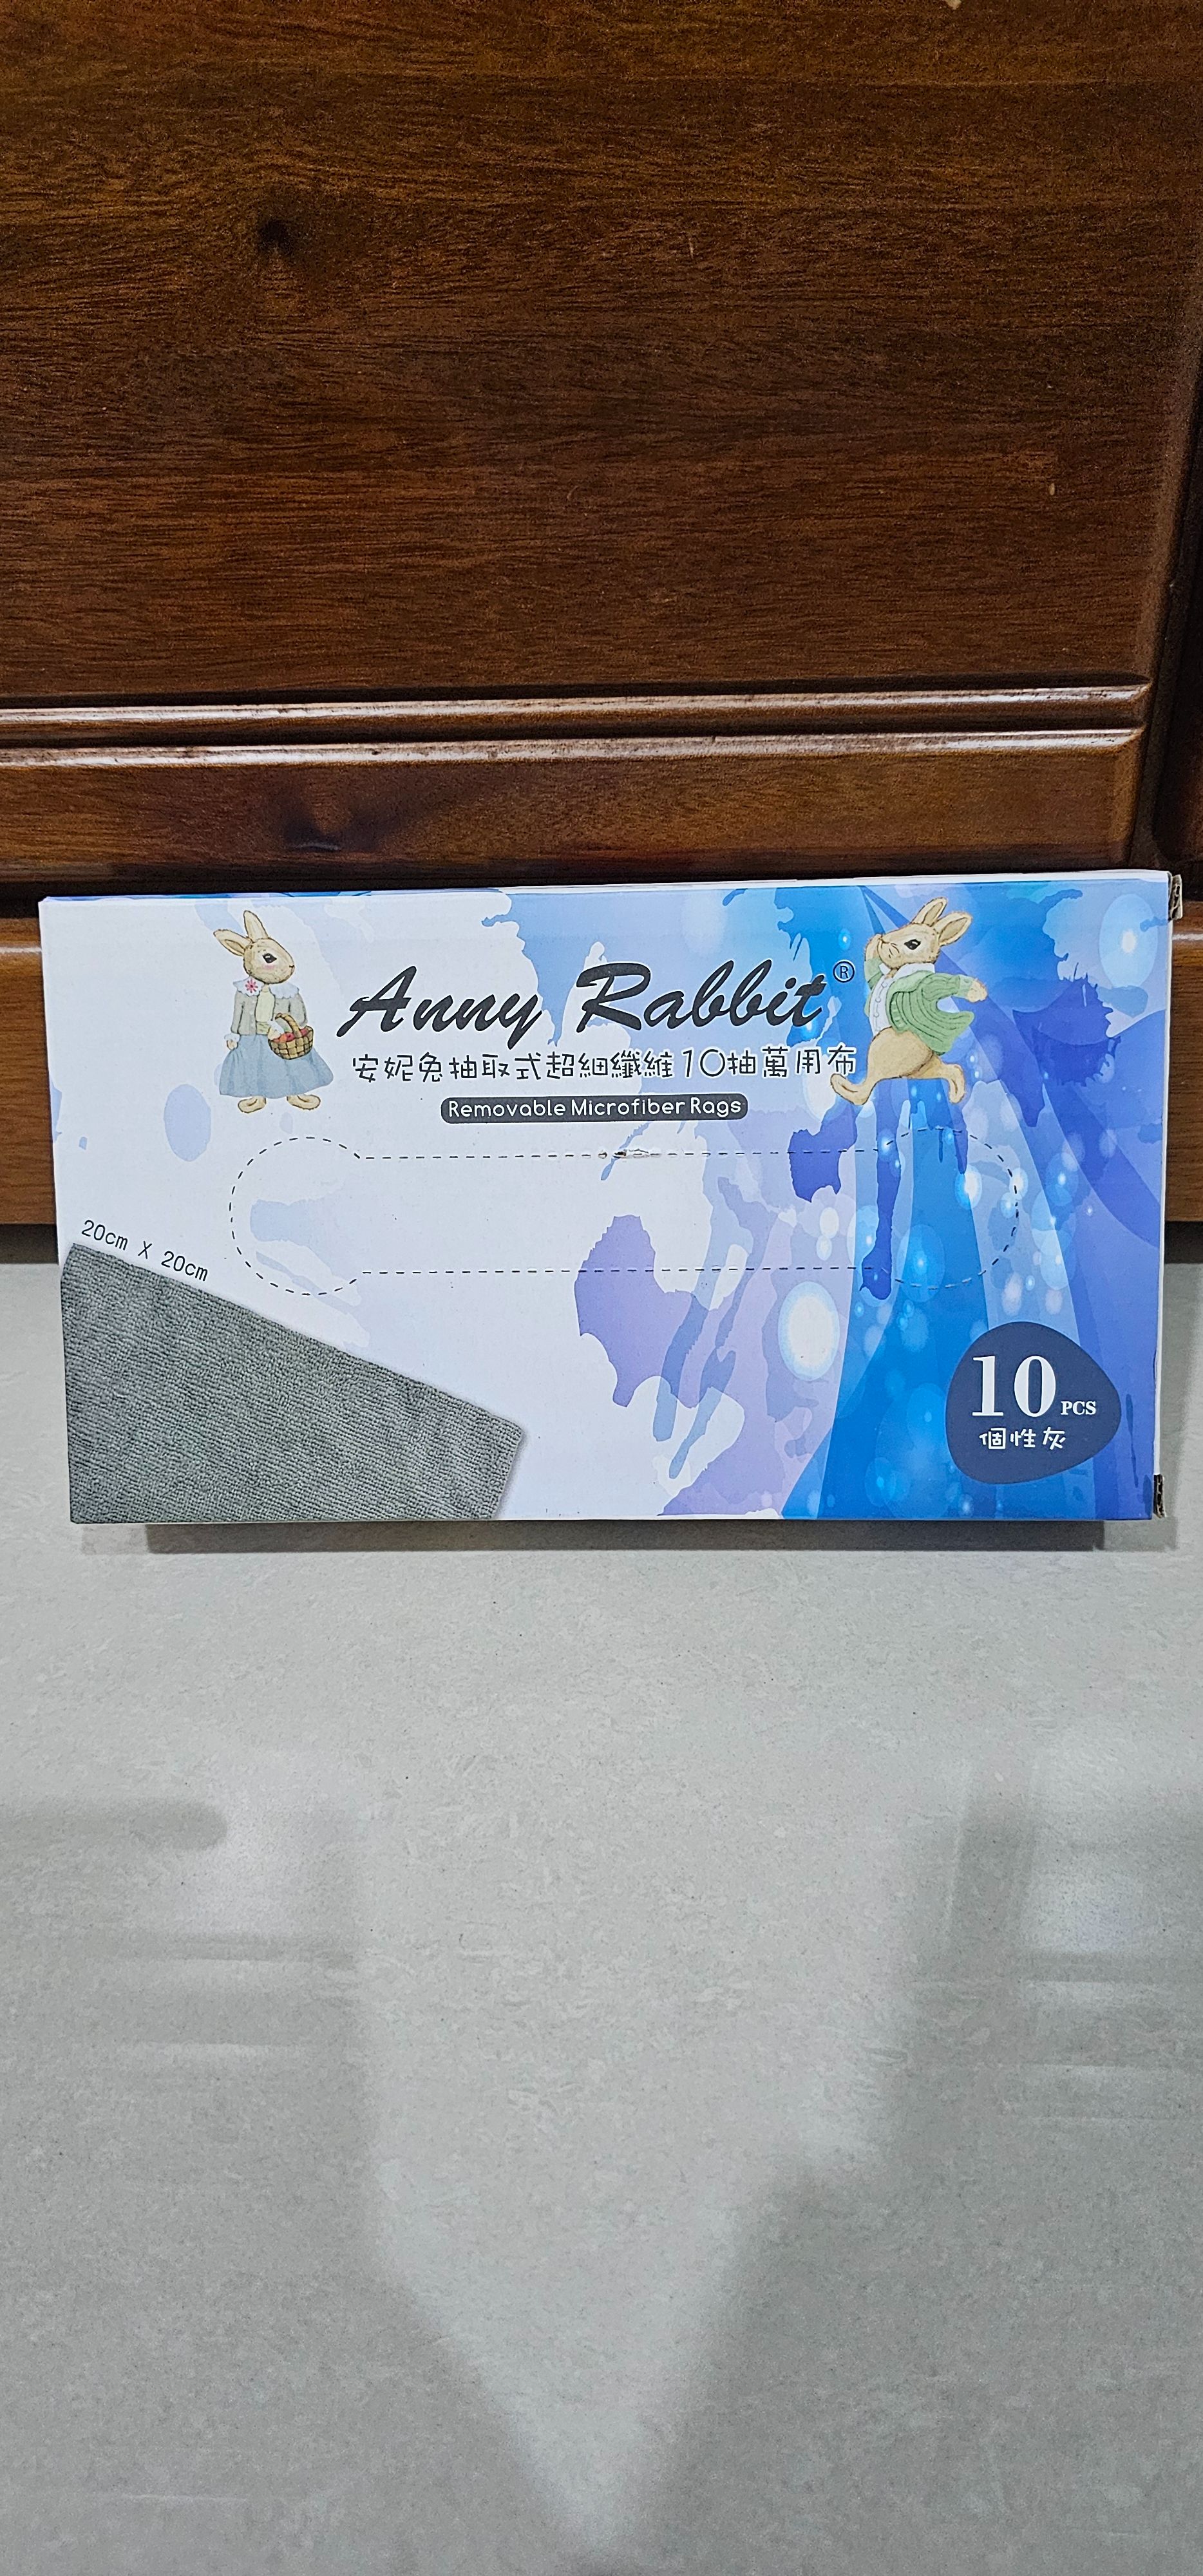 Anny Rabbit®
安妮兔抽取式超細纖維10抽萬用布
Removable Microfiber Rags
20cm X 20cm
10 PCS
個性灰